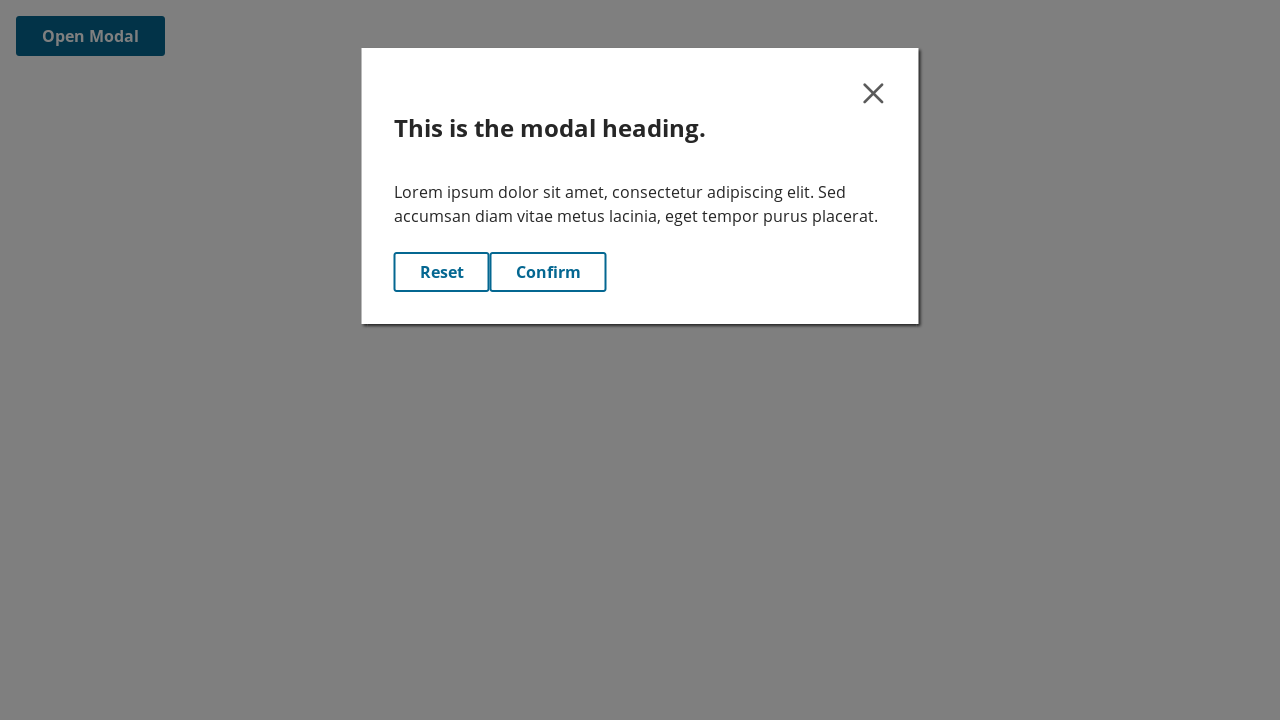 Open Modal
This is the modal heading.
Lorem ipsum dolor sit amet, consectetur adipiscing elit. Sed
accumsan diam vitae metus lacinia, eget tempor purus placerat.
Reset Confirm